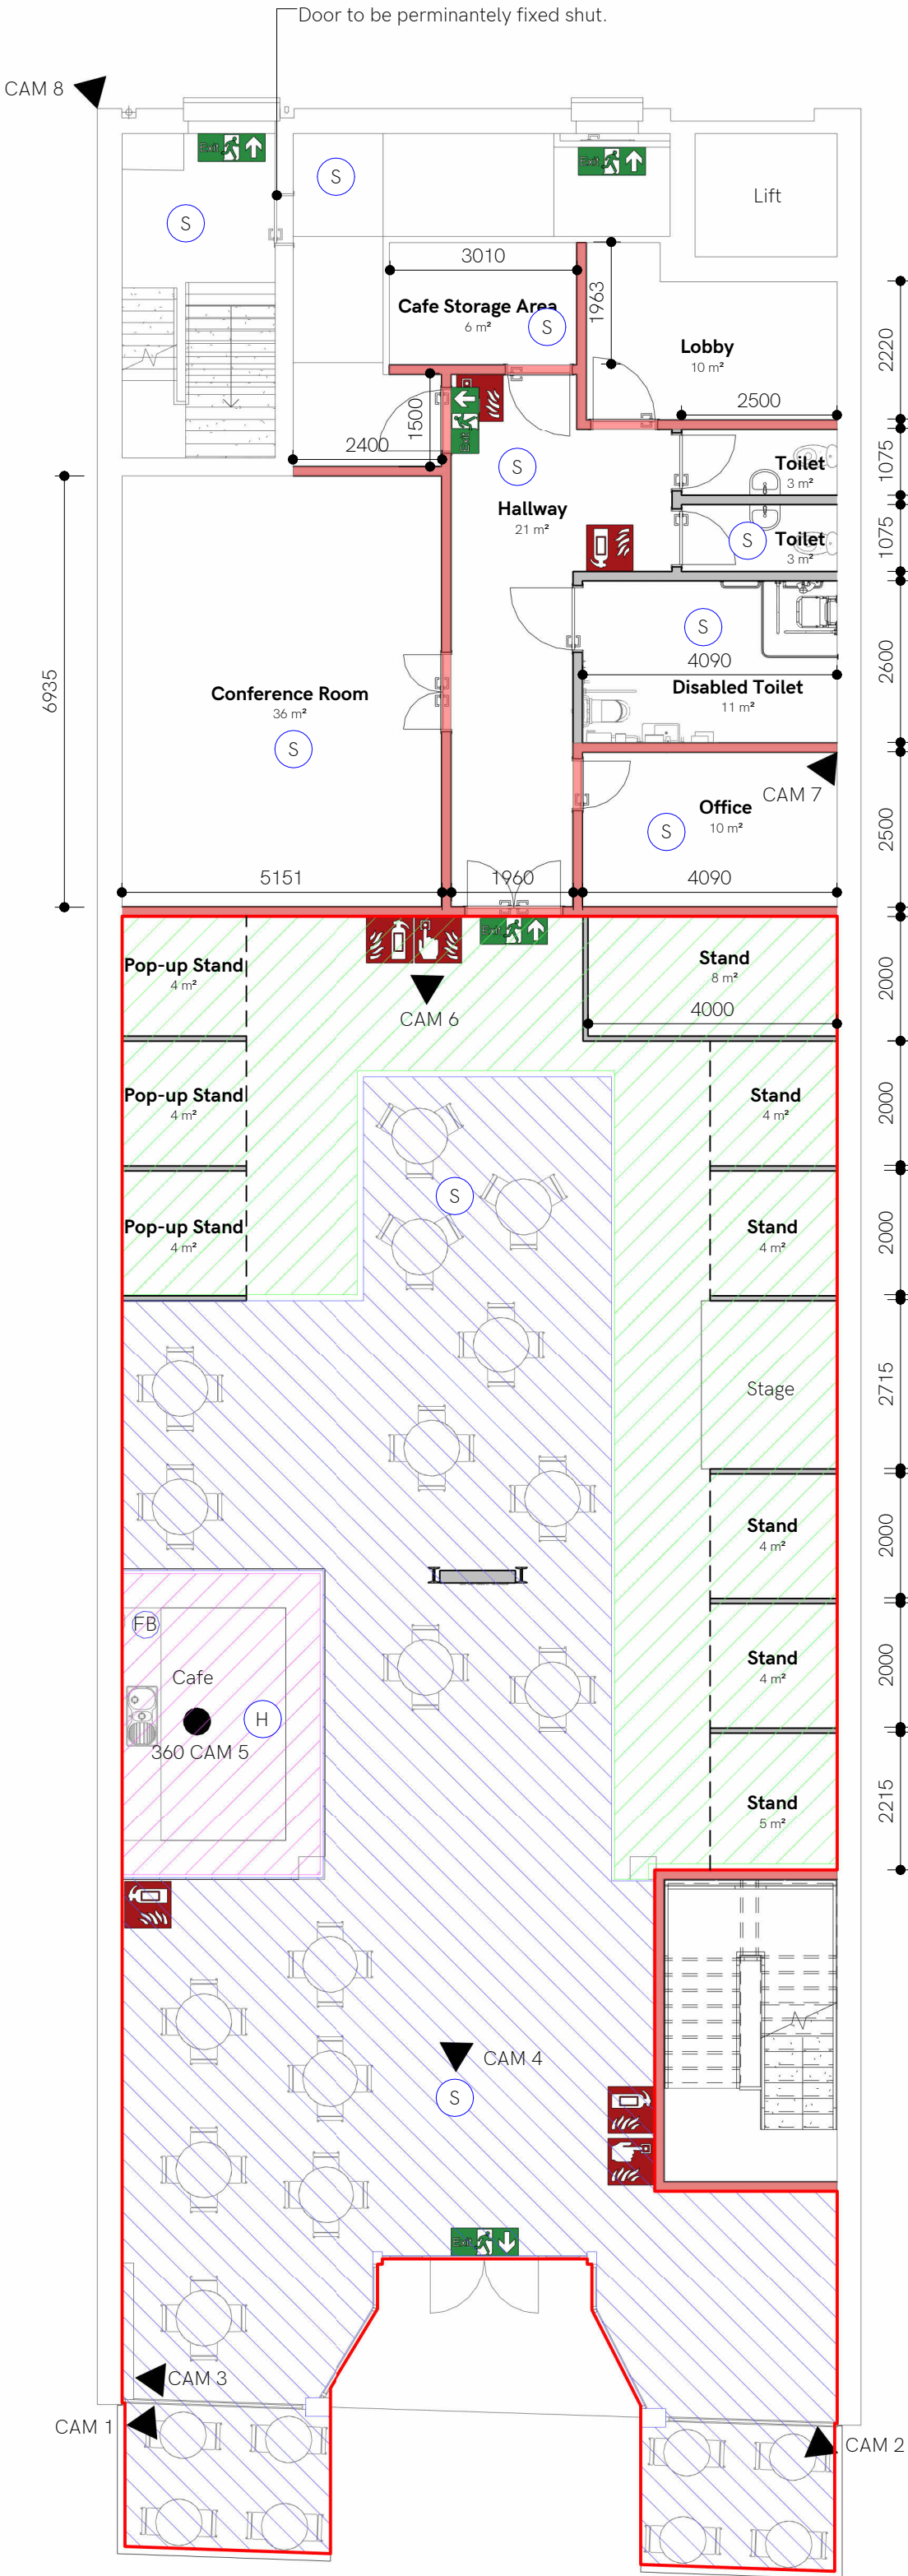 Door to be perminantely fixed shut.
CAM 8
Exit
Exit
S
S
Lift
3010
1963
Cafe Storage Area
6 m²
S
Lobby
10 m²
2220
2500
1500
2400
Exit
S
Toilet
3 m²
1075
Hallway
21 m²
S
Toilet
3 m²
1075
S
4090
Disabled Toilet
11 m²
2600
6935
Conference Room
36 m²
S
CAM 7
Office
10 m²
S
2500
5151
1960
4090
Exit
Pop-up Stand
4 m²
Stand
8 m²
2000
CAM 6
4000
Pop-up Stand
4 m²
Stand
4 m²
2000
S
Pop-up Stand
4 m²
Stand
4 m²
2000
Stage
2715
Stand
4 m²
2000
FB
Cafe
H
360 CAM 5
Stand
4 m²
2000
Stand
5 m²
2215
CAM 4
S
Exit
CAM 3
CAM 1
CAM 2